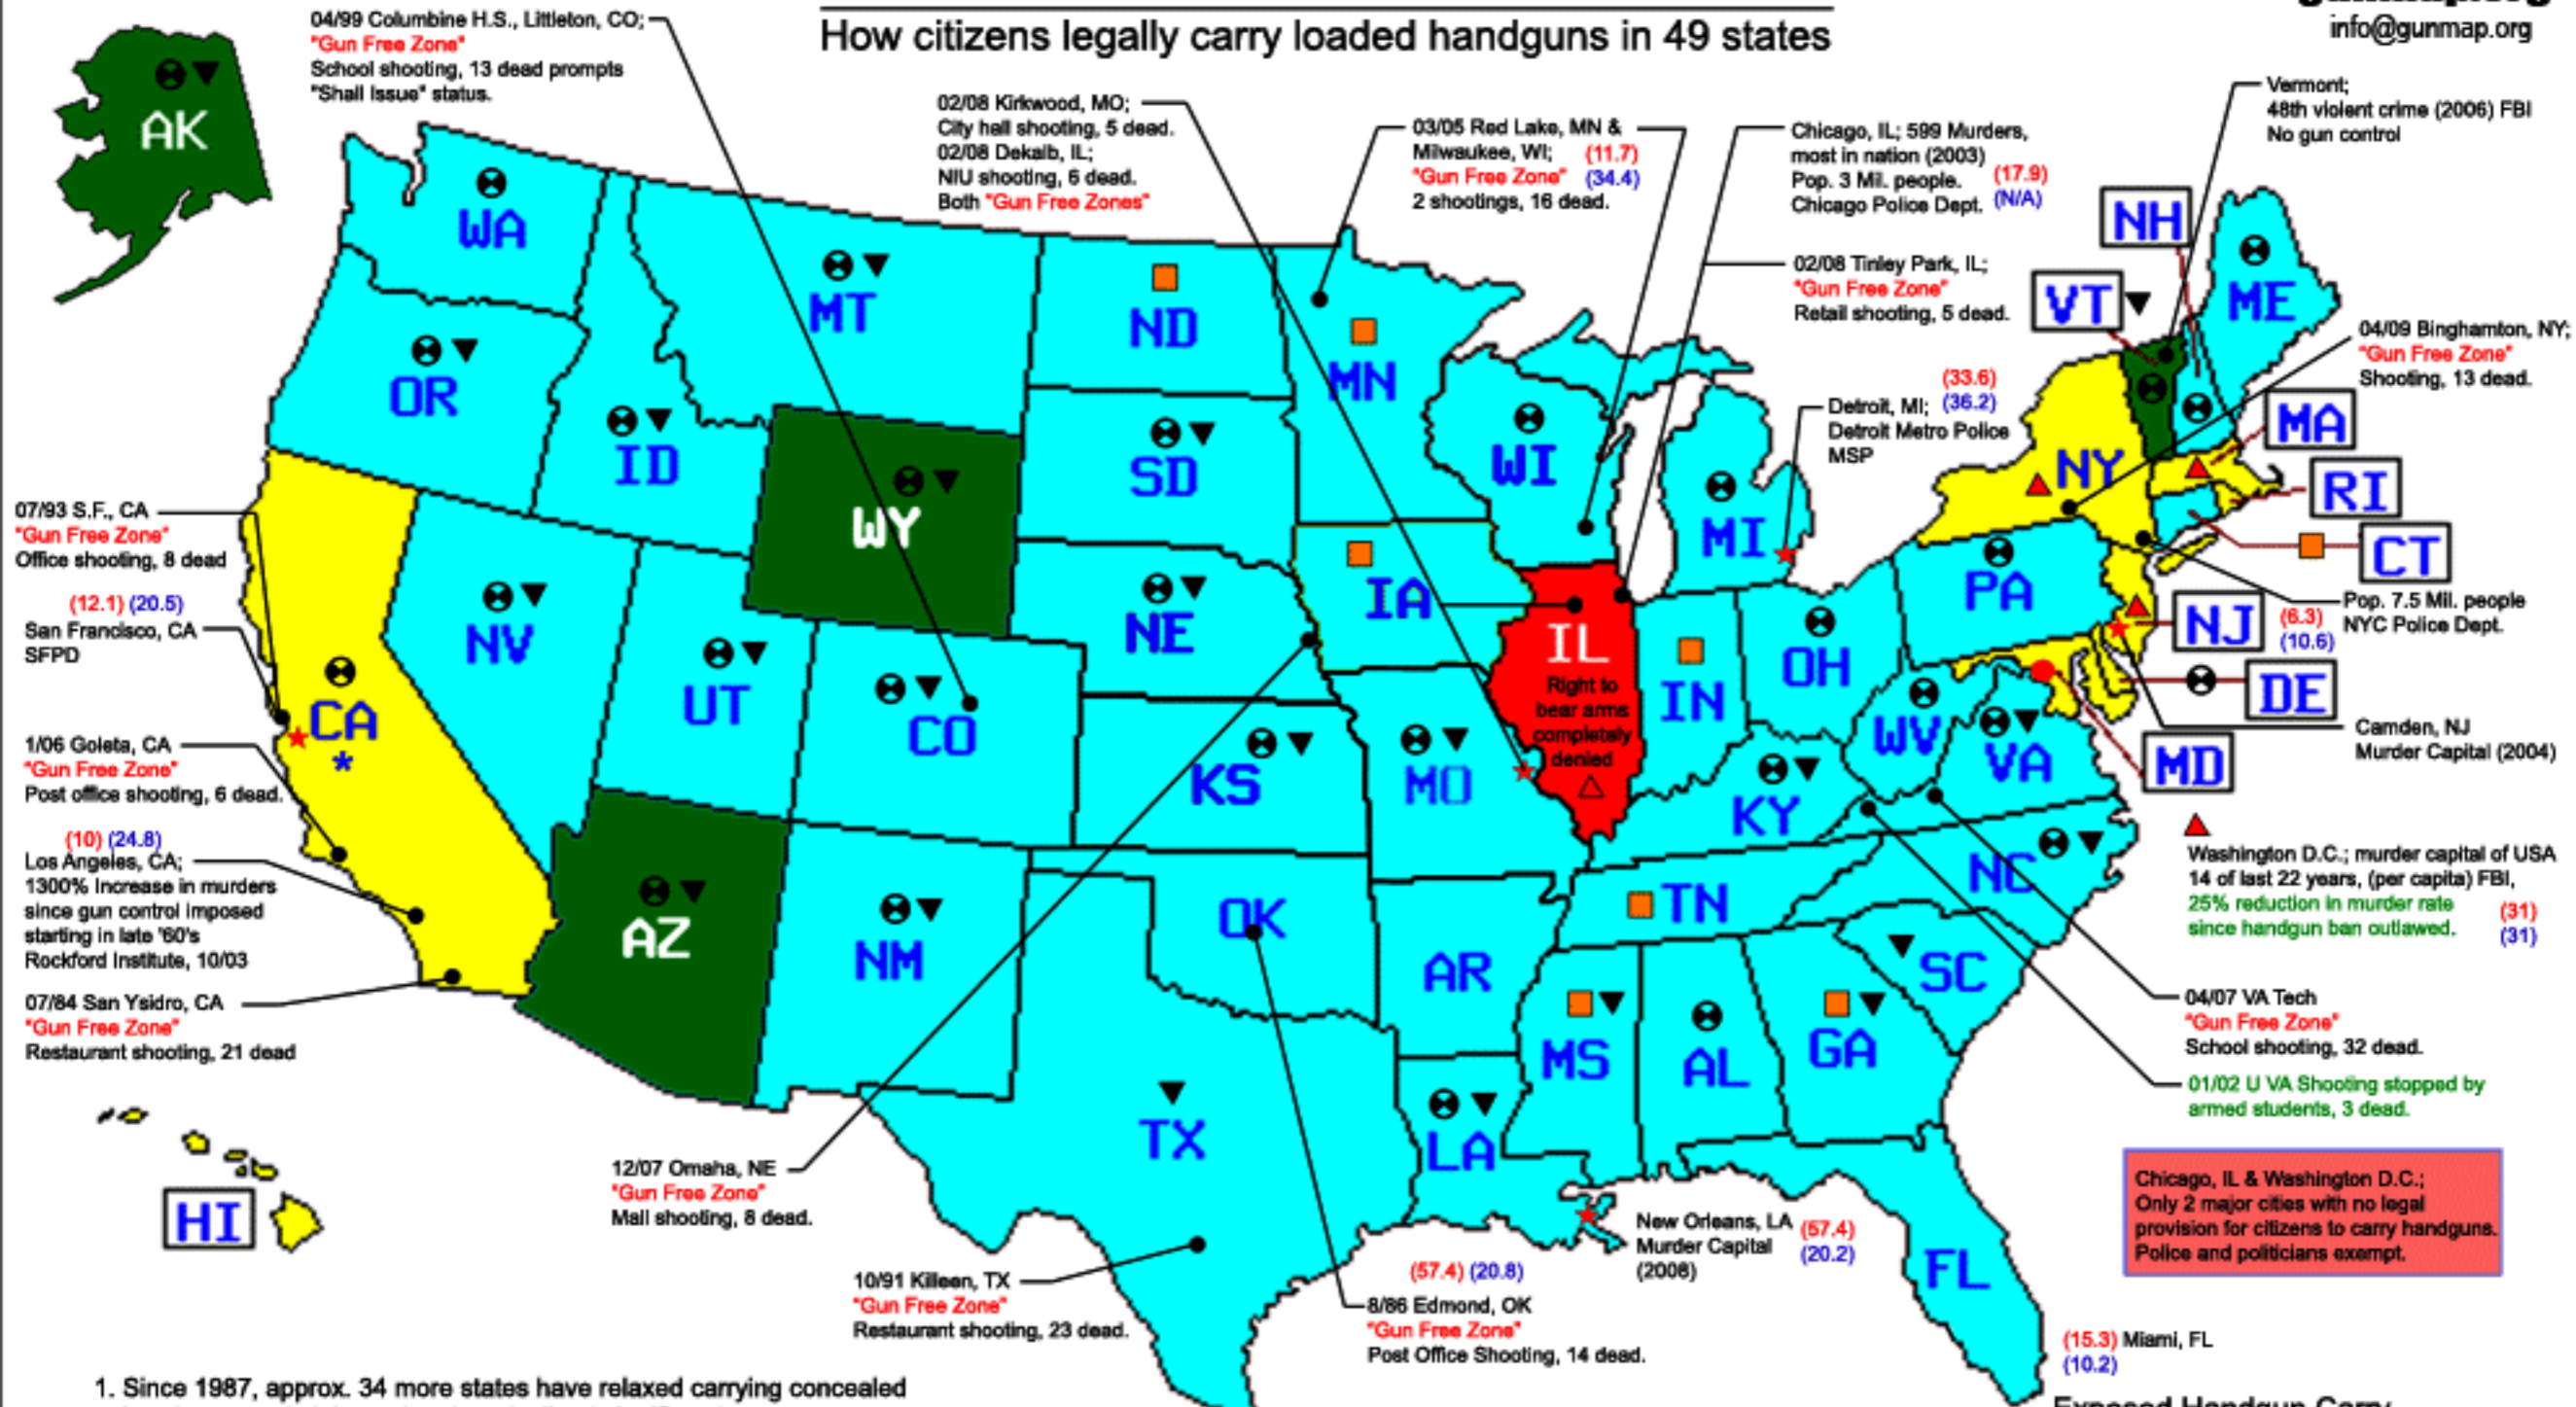 How citizens legally carry loaded handguns in 49 states
info@gunmap.org
04/99 Columbine H.S., Littleton, CO;
"Gun Free Zone"
School shooting, 13 dead prompts
"Shall Issue" status.
02/08 Kirkwood, MO;
City hall shooting, 5 dead.
02/08 Dekalb, IL;
NIU shooting, 6 dead.
Both "Gun Free Zones"
03/05 Red Lake, MN &
Milwaukee, WI; (11.7)
"Gun Free Zone" (34.4)
2 shootings, 16 dead.
Chicago, IL; 599 Murders,
most in nation (2003)
Pop. 3 Mil. people. (17.9)
Chicago Police Dept. (N/A)
02/08 Tinley Park, IL;
"Gun Free Zone"
Retail shooting, 5 dead.
Vermont;
48th violent crime (2006) FBI
No gun control
04/09 Binghamton, NY;
"Gun Free Zone"
Shooting, 13 dead.
(33.6)
Detroit, MI; (36.2)
Detroit Metro Police
MSP
AK
WA
MT
ND
MN
OR
ID
SD
WI
MI
NH
VT
ME
MA
RI
CT
NY
WY
NE
IA
PA
NJ
DE
MD
07/93 S.F., CA
"Gun Free Zone"
Office shooting, 8 dead
(12.1) (20.5)
San Francisco, CA
SFPD
1/06 Goleta, CA
"Gun Free Zone"
Post office shooting, 6 dead.
(10) (24.8)
Los Angeles, CA;
1300% Increase in murders
since gun control imposed
starting in late '60's
Rockford Institute, 10/03
07/84 San Ysidro, CA
"Gun Free Zone"
Restaurant shooting, 21 dead
CA
*
NV
UT
CO
KS
MO
IL
Right to
bear arms
completely
denied
IN
OH
WV
VA
KY
Pop. 7.5 Mil. people
NYC Police Dept.
(6.3)
(10.6)
Camden, NJ
Murder Capital (2004)
Washington D.C.; murder capital of USA
14 of last 22 years, (per capita) FBI,
25% reduction in murder rate (31)
since handgun ban outlawed. (31)
04/07 VA Tech
"Gun Free Zone"
School shooting, 32 dead.
01/02 U VA Shooting stopped by
armed students, 3 dead.
AZ
NM
OK
AR
TN
NC
SC
MS
AL
GA
TX
LA
FL
HI
12/07 Omaha, NE
"Gun Free Zone"
Mall shooting, 8 dead.
10/91 Killeen, TX
"Gun Free Zone"
Restaurant shooting, 23 dead.
(57.4) (20.8)
8/86 Edmond, OK
"Gun Free Zone"
Post Office Shooting, 14 dead.
New Orleans, LA (57.4)
Murder Capital (20.2)
(2008)
Chicago, IL & Washington D.C.;
Only 2 major cities with no legal
provision for citizens to carry handguns.
Police and politicians exempt.
(15.3) Miami, FL
(10.2)
1. Since 1987, approx. 34 more states have relaxed carrying concealed
Exposed Handgun Carry